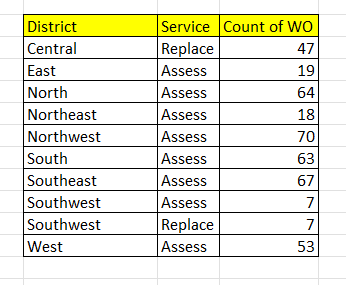 District Service Count of WO
Central Replace 47
East Assess 19
North Assess 64
Northeast Assess 18
Northwest Assess 70
South Assess 63
Southeast Assess 67
Southwest Assess 7
Southwest Replace 7
West Assess 53